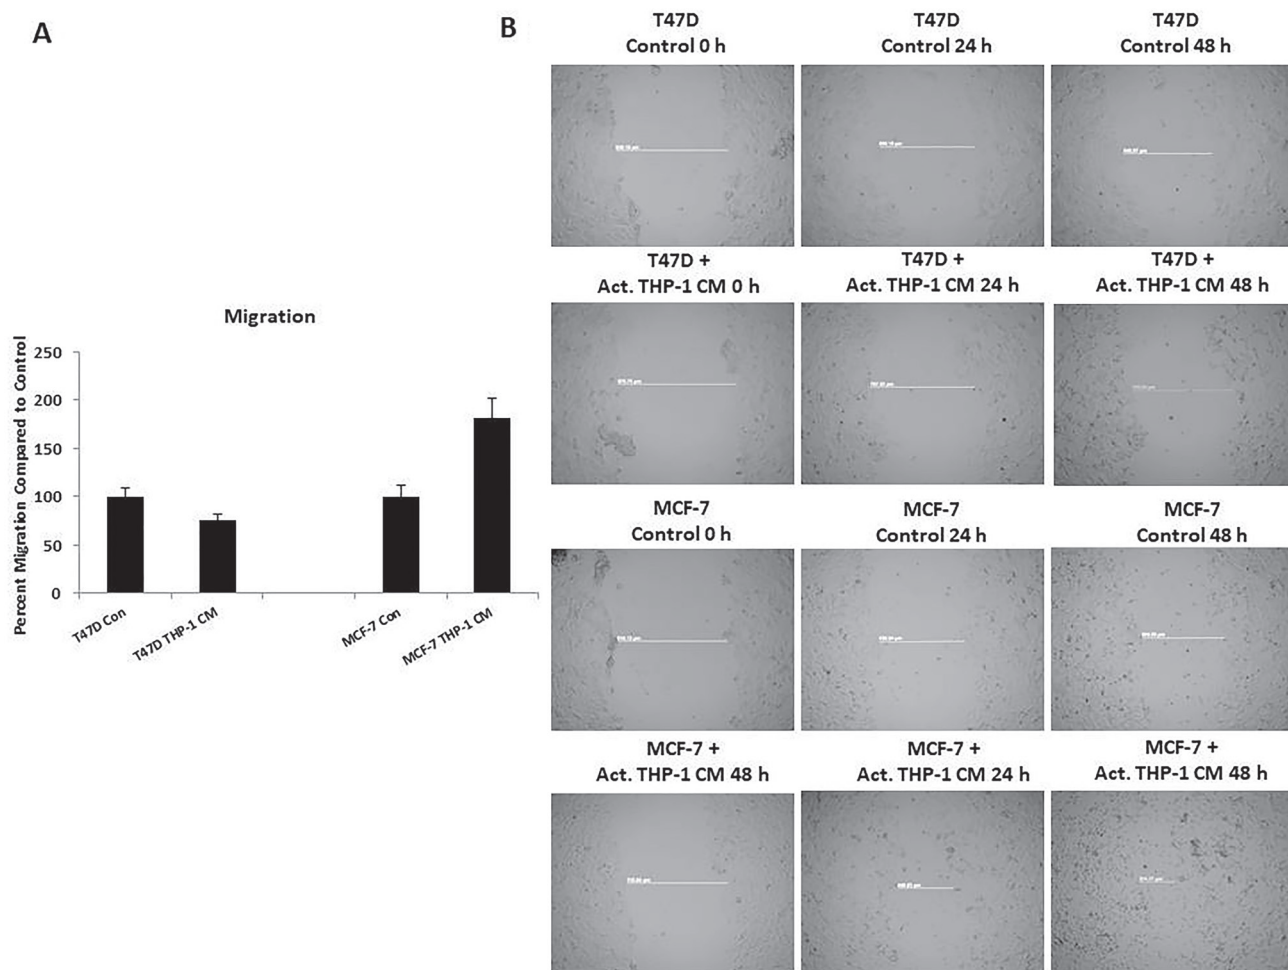 A
B
Migration
Percent Migration Compared to Control
250
200
150
100
50
0
T47D Con
T47D THP-1 CM
MCF-7 Con
MCF-7 THP-1 CM
T47D
Control 0 h
T47D
Control 24 h
T47D
Control 48 h
T47D +
Act. THP-1 CM 0 h
T47D +
Act. THP-1 CM 24 h
T47D +
Act. THP-1 CM 48 h
MCF-7
Control 0 h
MCF-7
Control 24 h
MCF-7
Control 48 h
MCF-7 +
Act. THP-1 CM 48 h
MCF-7 +
Act. THP-1 CM 24 h
MCF-7 +
Act. THP-1 CM 48 h